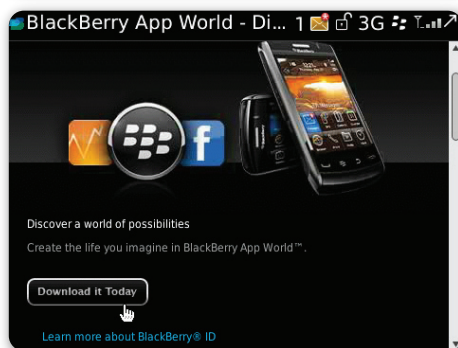 BlackBerry App World - Di... 1 3G
Discover a world of possibilities
Create the life you imagine in BlackBerry App World™.
Download it Today
Learn more about BlackBerry® ID